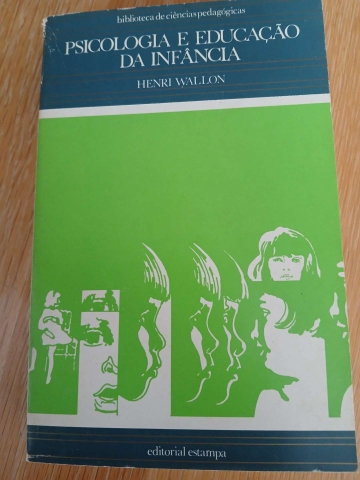 biblioteca de ciências pedagógicas
PSICOLOGIA E EDUCAÇÃO
DA INFÂNCIA
HENRI WALLON
editorial estampa